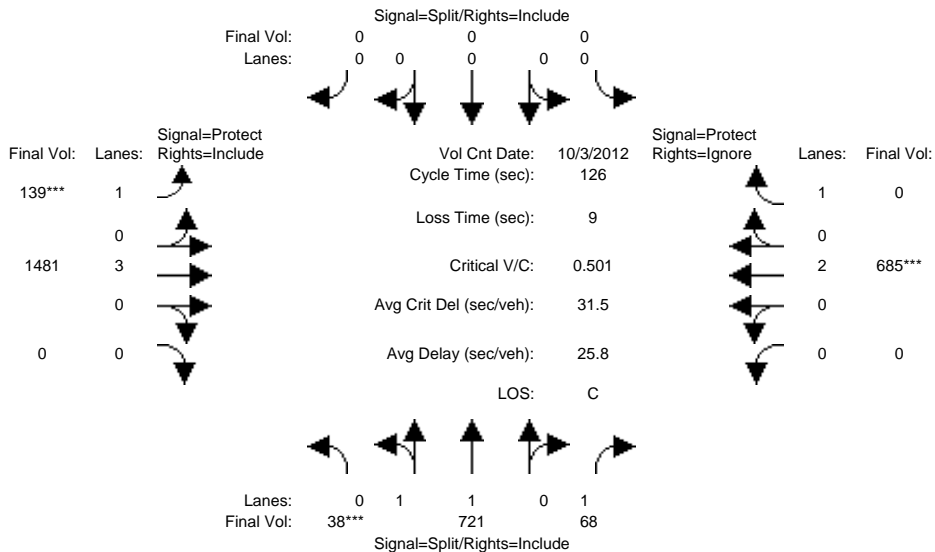 Signal=Split/Rights=Include
Final Vol: 0 0 0
Lanes: 0 0 0 0 0
Signal=Protect
Final Vol: Lanes: Rights=Include
Vol Cnt Date: 10/3/2012
Signal=Protect
Rights=Ignore Lanes: Final Vol:
Cycle Time (sec): 126
139*** 1
1 0
Loss Time (sec): 9
0
0
1481 3
Critical V/C: 0.501
2 685***
0
Avg Crit Del (sec/veh): 31.5
0
0 0
Avg Delay (sec/veh): 25.8
0 0
LOS: C
Lanes: 0 1 1 0 1
Final Vol: 38*** 721 68
Signal=Split/Rights=Include